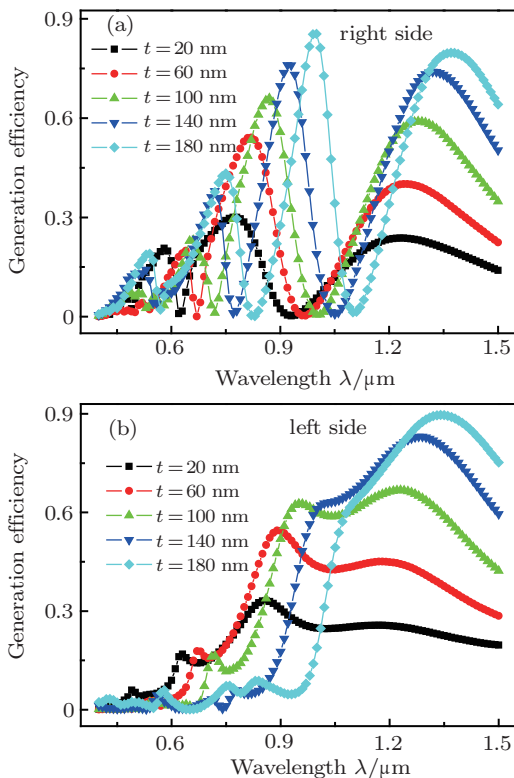 (a)
right side
t = 20 nm
t = 60 nm
t = 100 nm
t = 140 nm
t = 180 nm
Generation efficiency
0.9
0.6
0.3
0
0.6
0.9
1.2
1.5
Wavelength λ/μm
(b)
left side
t = 20 nm
t = 60 nm
t = 100 nm
t = 140 nm
t = 180 nm
Generation efficiency
0.9
0.6
0.3
0
0.6
0.9
1.2
1.5
Wavelength λ/μm